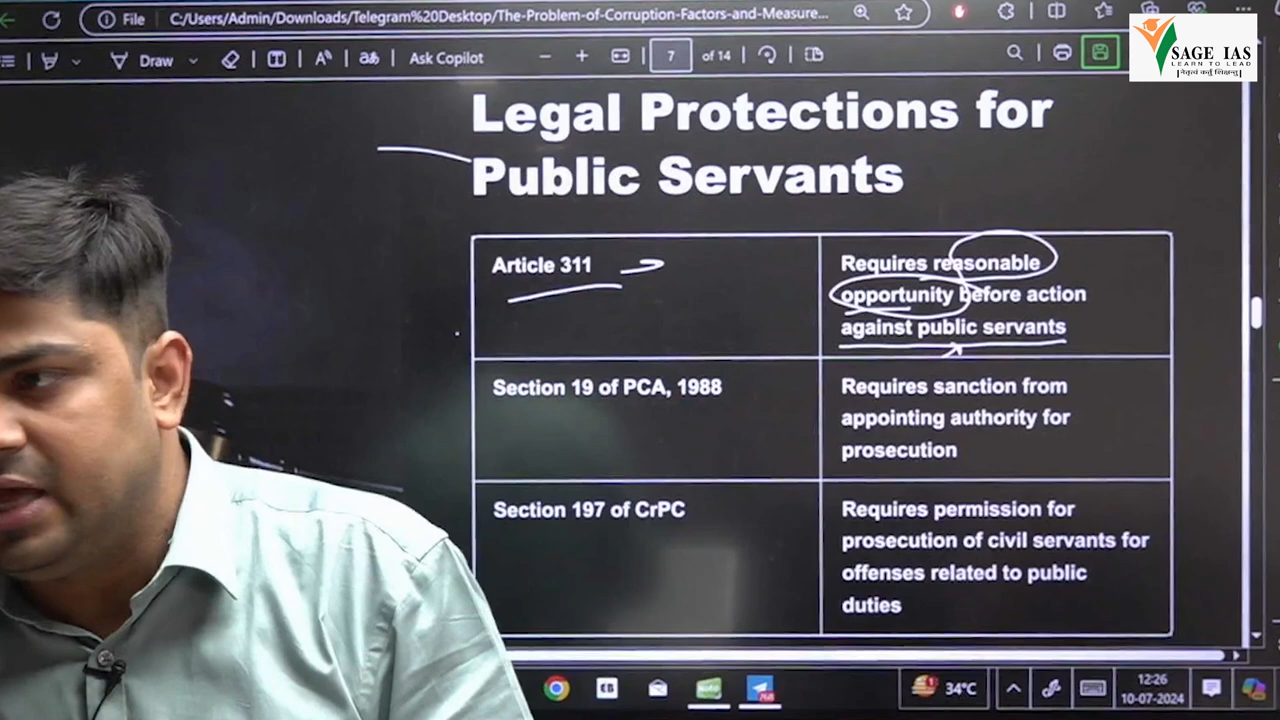 File
C:/Users/Admin/Downloads/Telegram%20Desktop/The-Problem-of-Corruption-Factors-and-Measure...
SAGE IAS
LEARN TO LEAD
Draw
Ask Copilot
7
of 14
Legal Protections for
Public Servants
Article 311
Requires reasonable
opportunity before action
against public servants
Section 19 of PCA, 1988
Requires sanction from
appointing authority for
prosecution
Section 197 of CrPC
Requires permission for
prosecution of civil servants for
offenses related to public
duties
34°C
12:26
10-07-2024